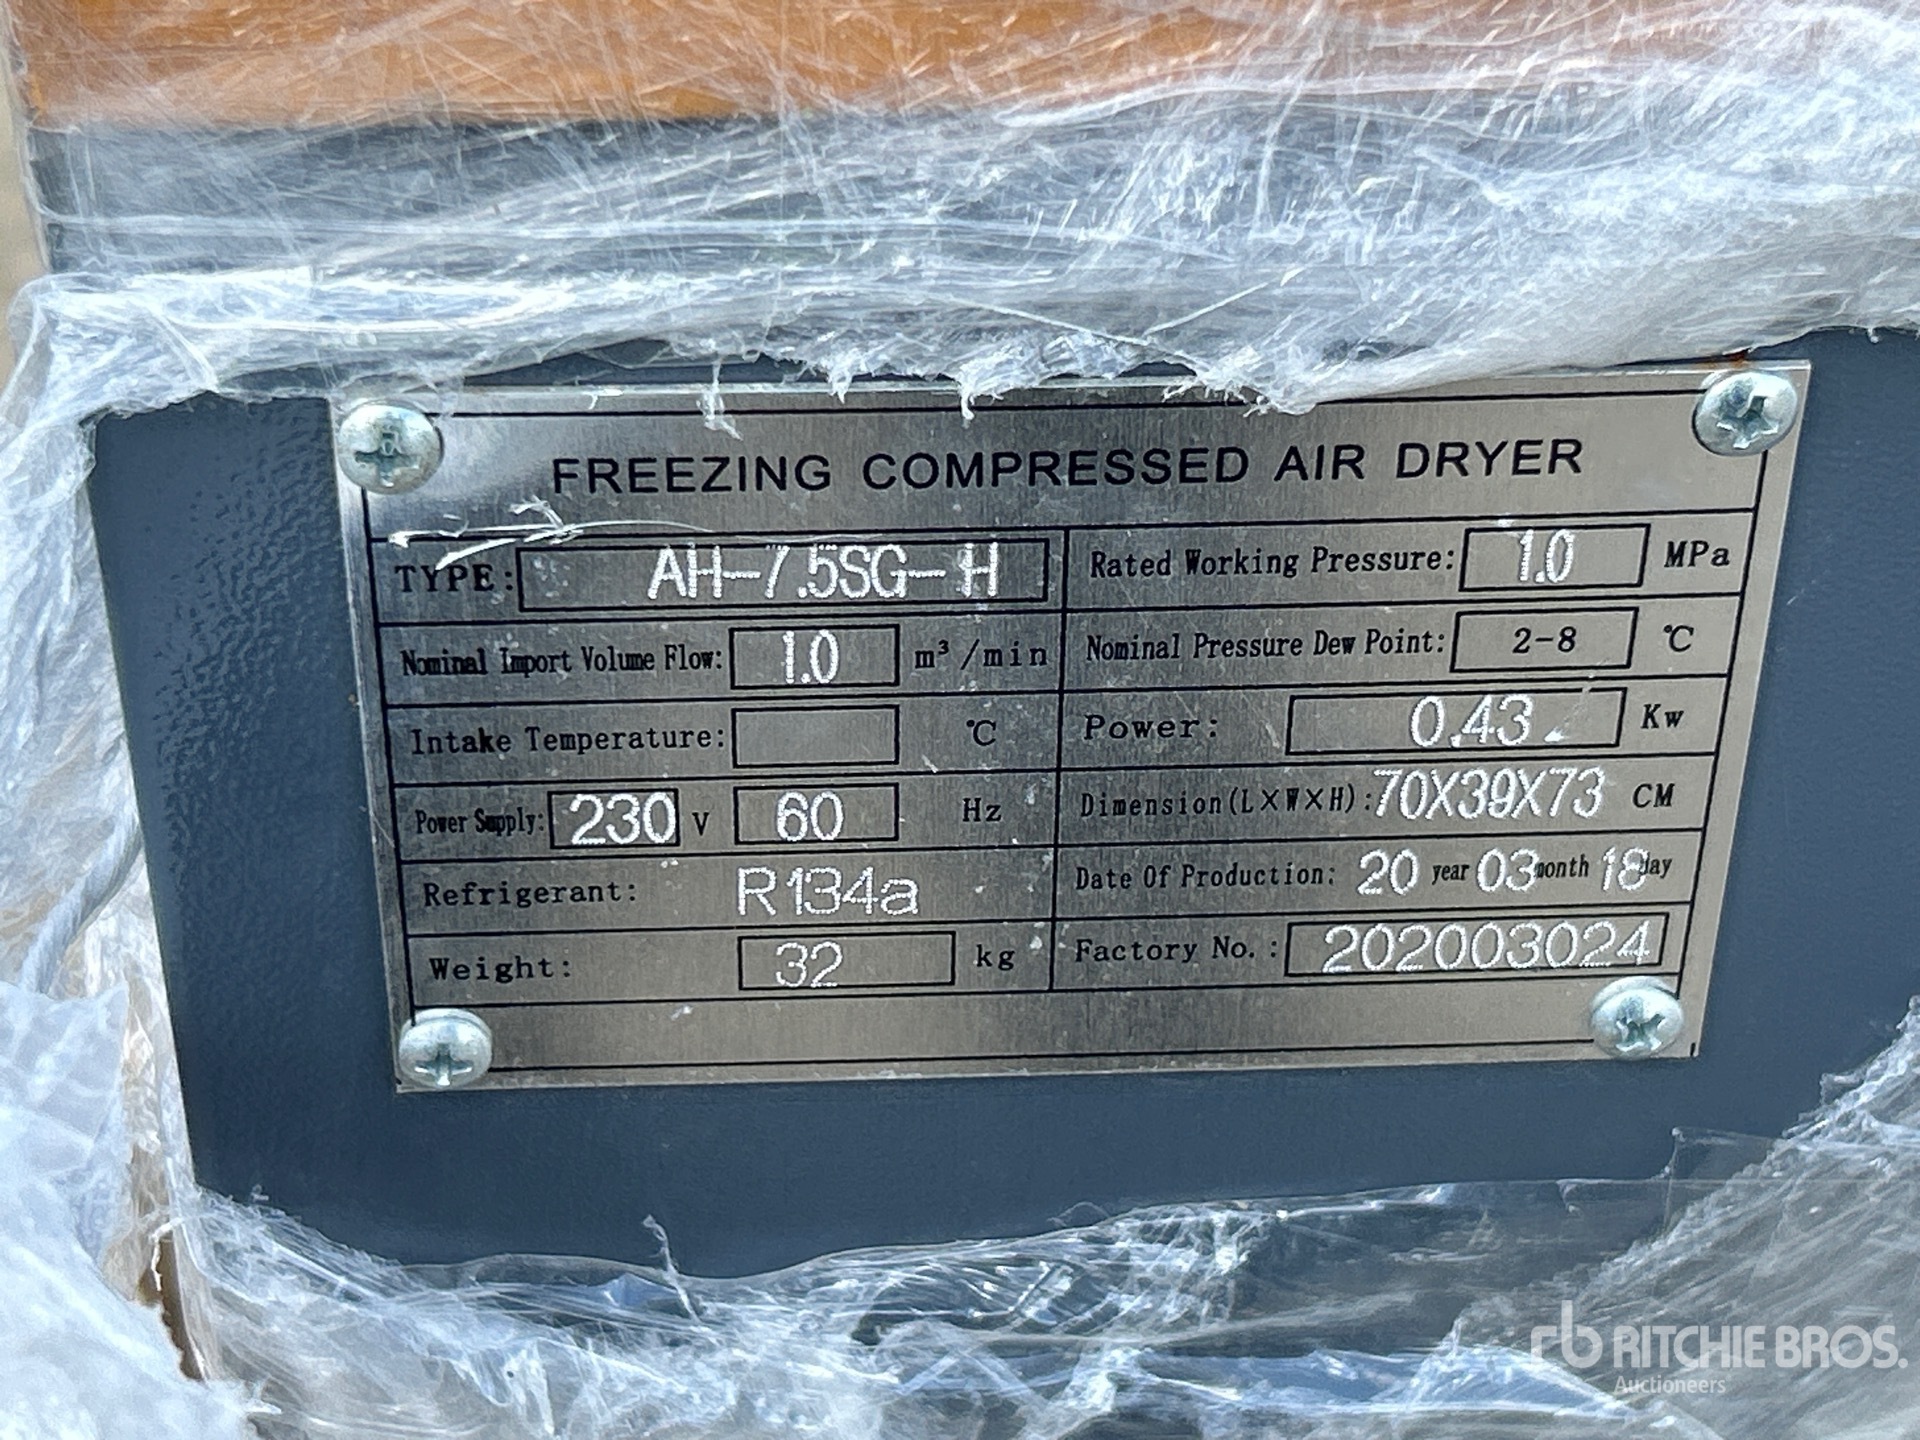 FREEZING COMPRESSED AIR DRYER
TYPE: AH-7.5SG-H
Rated Working Pressure: 1.0 MPa
Nominal Import Volume Flow: 1.0 m³/min
Nominal Pressure Dew Point: 2-8 ℃
Intake Temperature: ℃
Power: 0.43 Kw
Power Supply: 230 V 60 Hz
Dimension(L×W×H): 70X39X73 CM
Refrigerant: R134a
Date Of Production: 20 year 03 month 18 day
Weight: 32 kg
Factory No.: 202003024
rb RITCHIE BROS.
Auctioneers